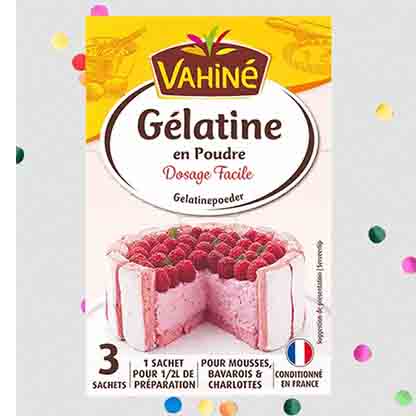 VAHINÉ
Gélatine
en Poudre
Dosage Facile
Gelatinepoeder
Suggestion de présentation | Serveertip
3
SACHETS
1 SACHET
POUR 1/2L DE
PRÉPARATION
POUR MOUSSES,
BAVAROIS &
CHARLOTTES
CONDITIONNÉ
EN FRANCE